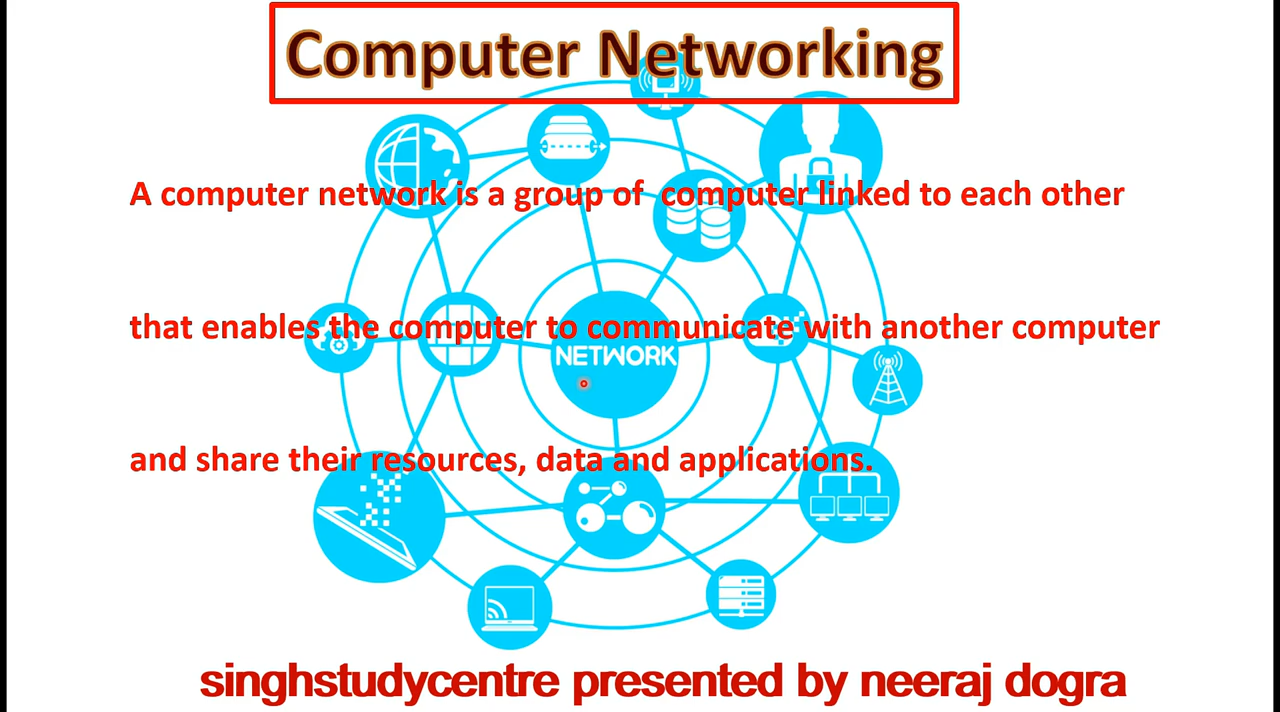 Computer Networking
A computer network is a group of computer linked to each other
that enables the computer to communicate with another computer
NETWORK
and share their resources, data and applications.
singhstudycentre presented by neeraj dogra